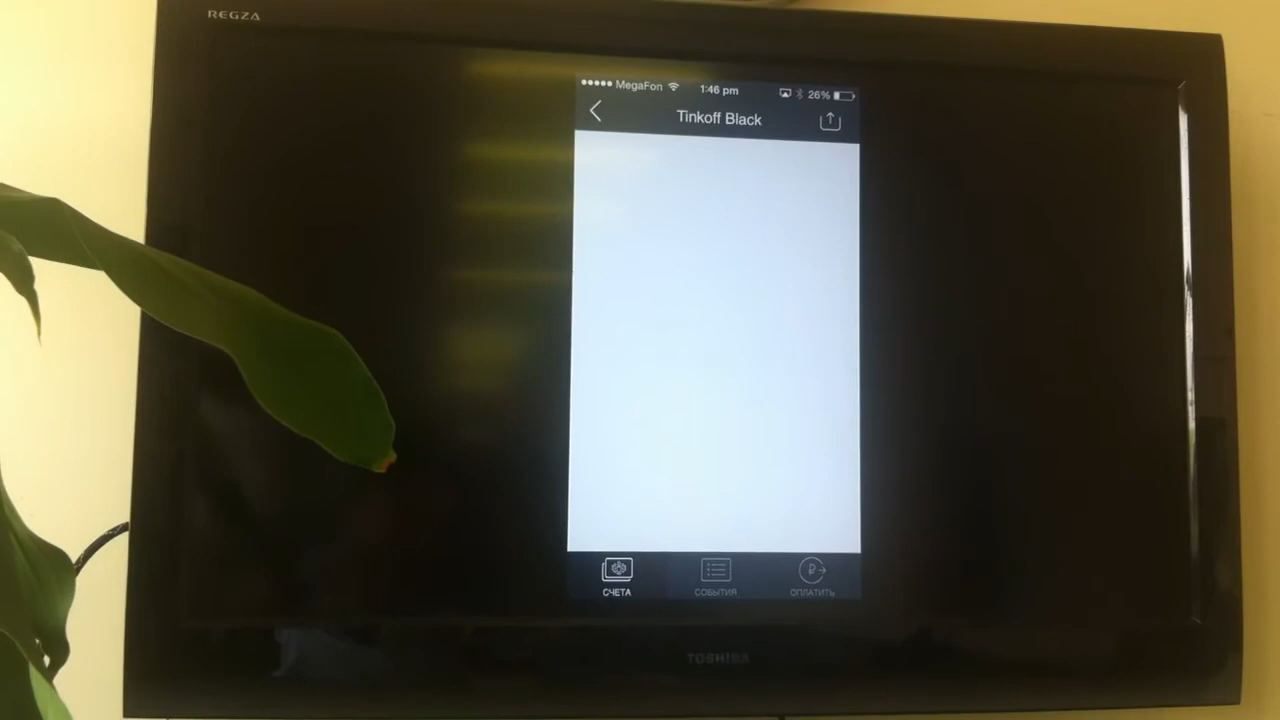 REGZA
MegaFon 1:46 pm 26%
Tinkoff Black
СЧЕТА СОБЫТИЯ ОПЛАТИТЬ
TOSHIBA